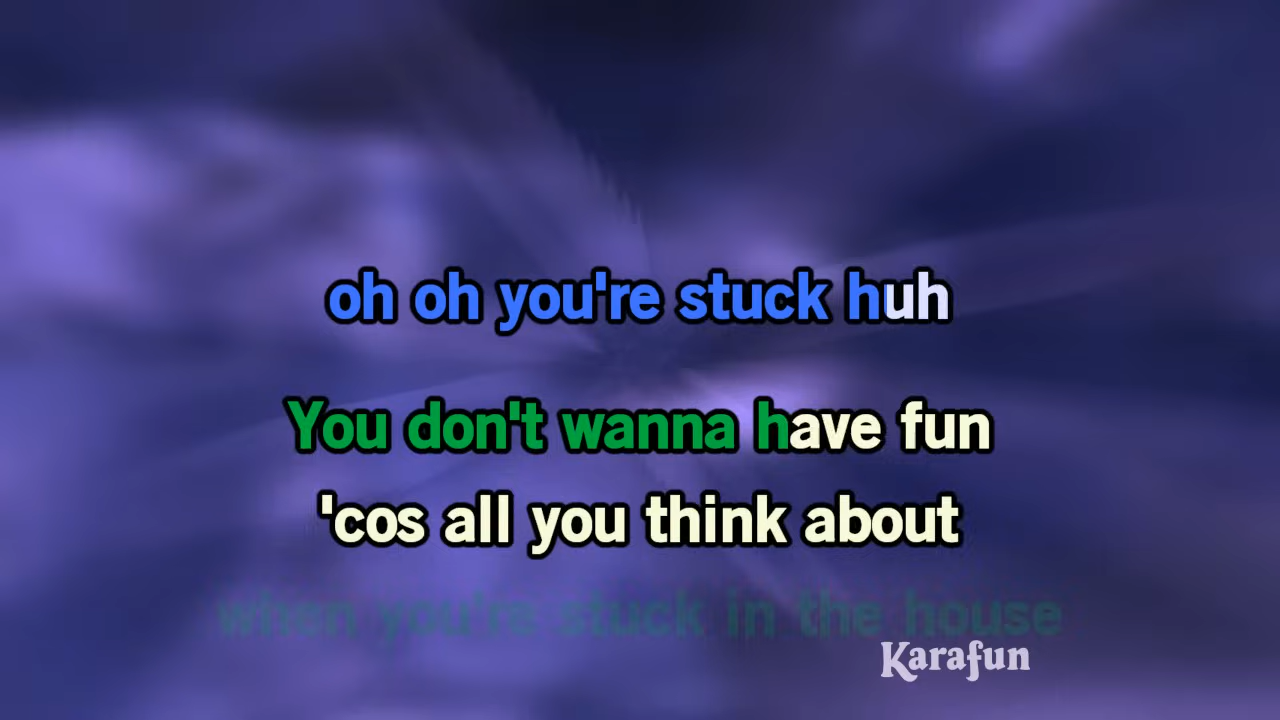 oh oh you're stuck huh
You don't wanna have fun
'cos all you think about
when you're stuck in the house
Karafun